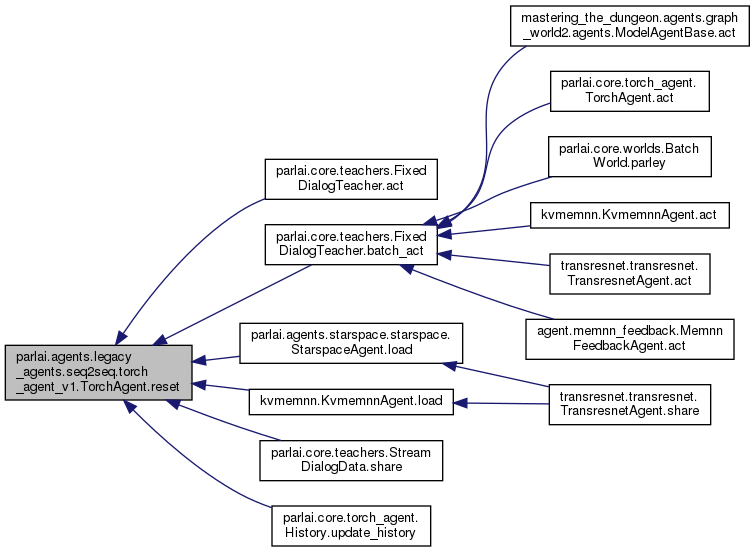 mastering_the_dungeon.agents.graph
_world2.agents.ModelAgentBase.act
parlai.core.torch_agent.
TorchAgent.act
parlai.core.worlds.Batch
World.parley
parlai.core.teachers.Fixed
DialogTeacher.act
kvmemnn.KvmemnnAgent.act
parlai.core.teachers.Fixed
DialogTeacher.batch_act
transresnet.transresnet.
TransresnetAgent.act
agent.memnn_feedback.Memnn
FeedbackAgent.act
parlai.agents.starspace.starspace.
StarspaceAgent.load
parlai.agents.legacy
_agents.seq2seq.torch
_agent_v1.TorchAgent.reset
kvmemnn.KvmemnnAgent.load
transresnet.transresnet.
TransresnetAgent.share
parlai.core.teachers.Stream
DialogData.share
parlai.core.torch_agent.
History.update_history